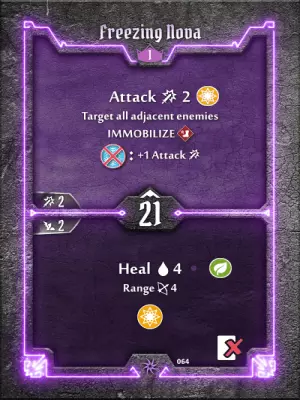 Freezing Nova
1
Attack 2
Target all adjacent enemies
IMMOBILIZE
: +1 Attack
2
21
2
Heal 4
Range 4
064